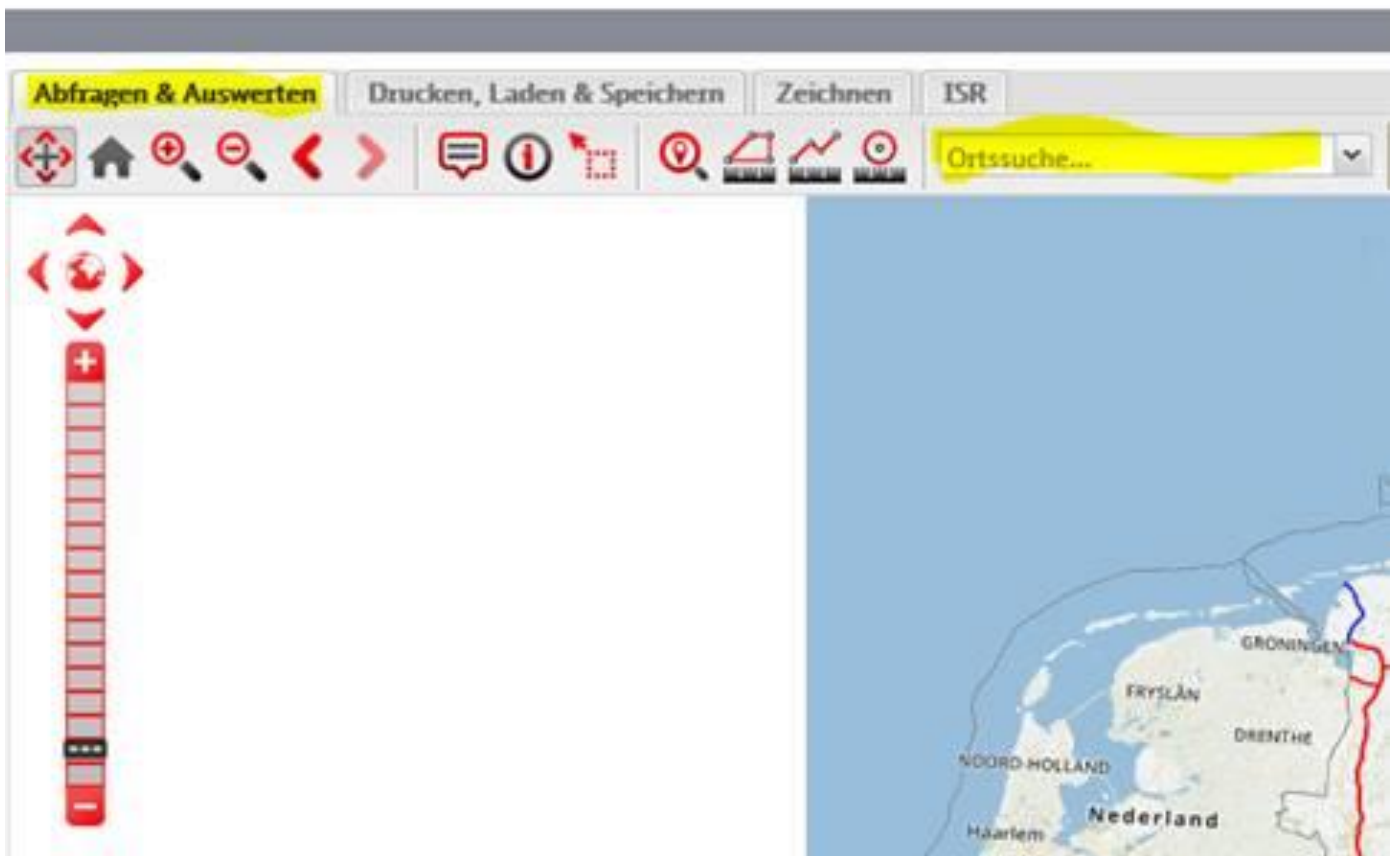 Abfragen & Auswerten Drucken, Laden & Speichern Zeichnen ISR
Ortssuche...
GRONINGEN
FRYSLÂN
DRENTHE
NOORD-HOLLAND
Nederland
Haarlem